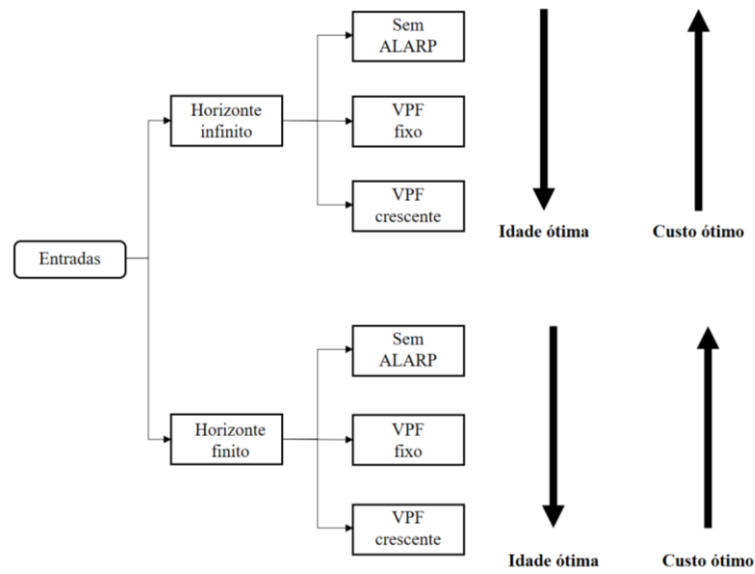 Sem
ALARP
Horizonte
infinito
VPF
fixo
VPF
crescente
Idade ótima
Custo ótimo
Entradas
Sem
ALARP
Horizonte
finito
VPF
fixo
VPF
crescente
Idade ótima
Custo ótimo